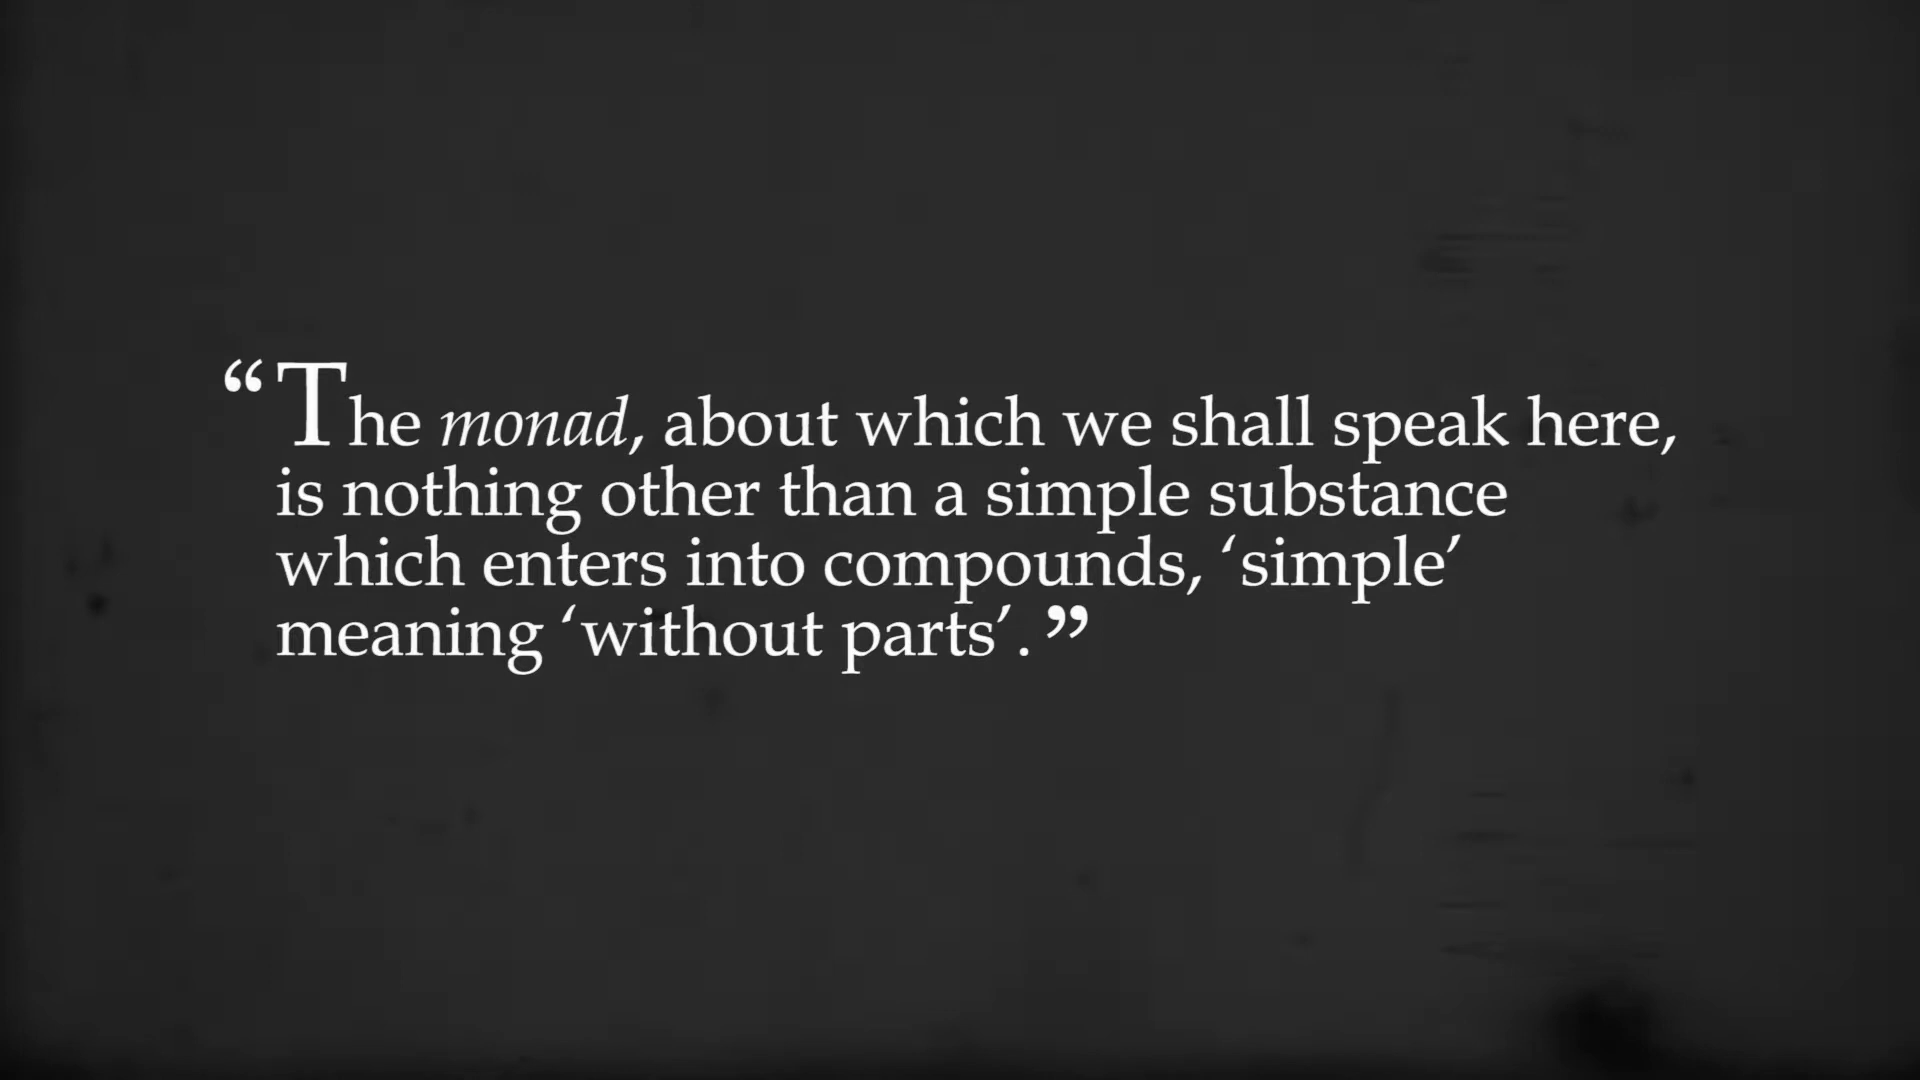 “The monad, about which we shall speak here,
is nothing other than a simple substance
which enters into compounds, ‘simple’
meaning ‘without parts’.”